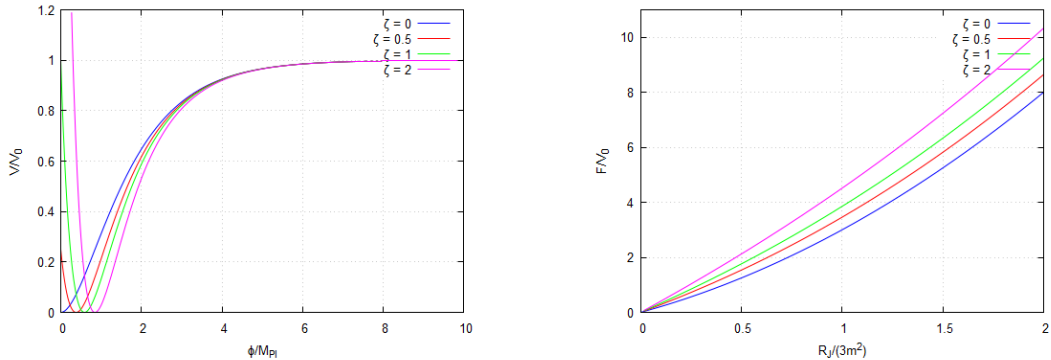 1.2
1
0.8
0.6
0.4
0.2
0
V/V₀
0 2 4 6 8 10
ϕ/M_Pl
ζ = 0
ζ = 0.5
ζ = 1
ζ = 2
10
8
6
4
2
0
F/V₀
0 0.5 1 1.5 2
R_J/(3m²)
ζ = 0
ζ = 0.5
ζ = 1
ζ = 2